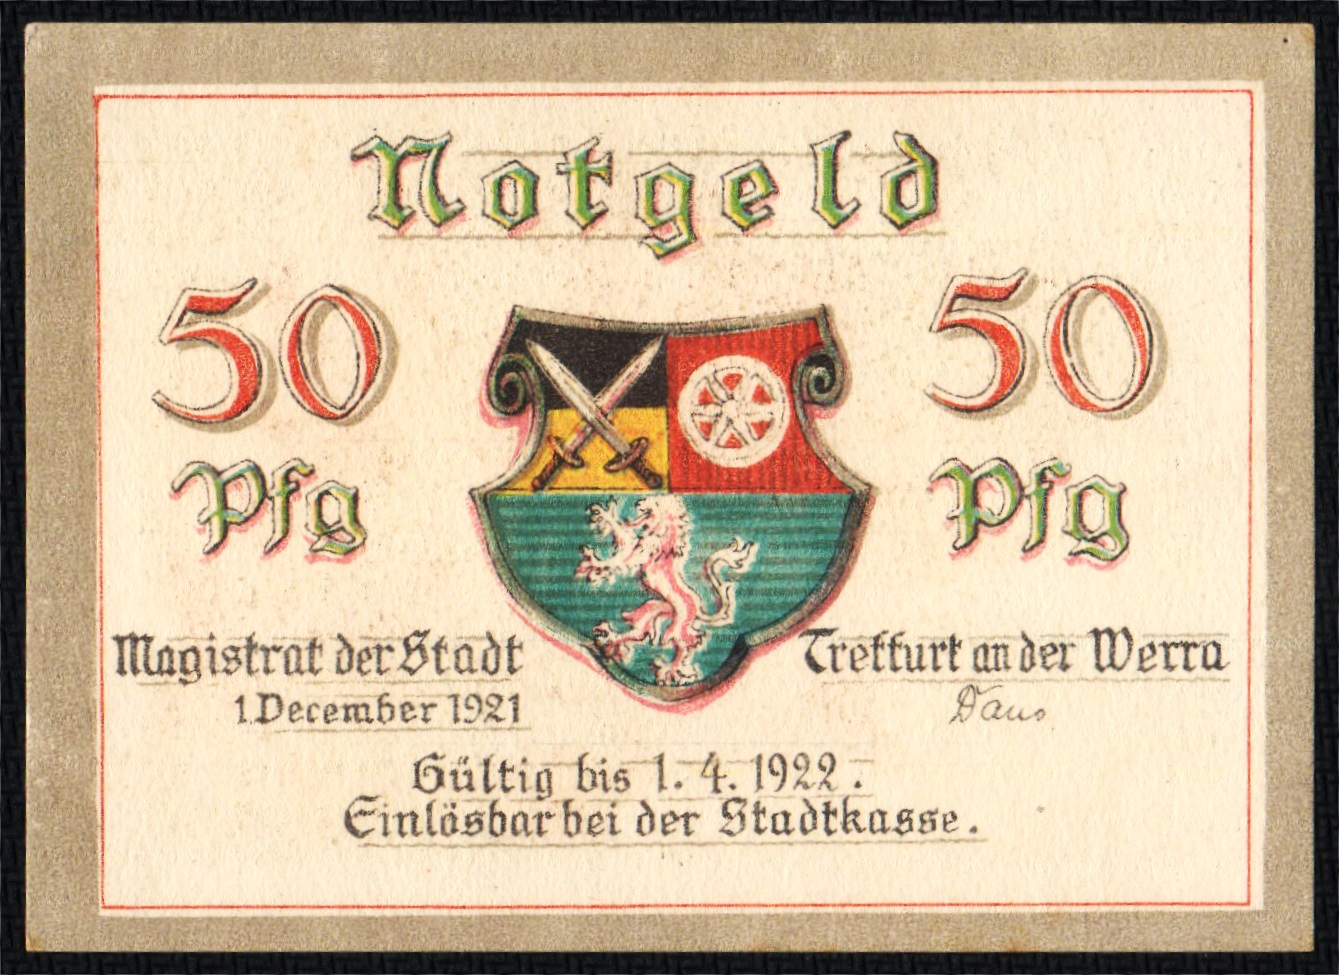 Notgeld
50 50
Pfg Pfg
Magistrat der Stadt Treffurt an der Werra
1. December 1921
Gültig bis 1. 4. 1922.
Einlösbar bei der Stadtkasse.